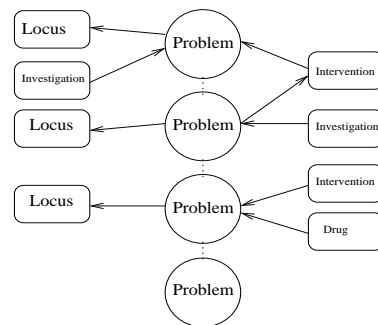 Locus
Problem
Investigation
Intervention
Locus
Problem
Investigation
Locus
Problem
Intervention
Drug
Problem